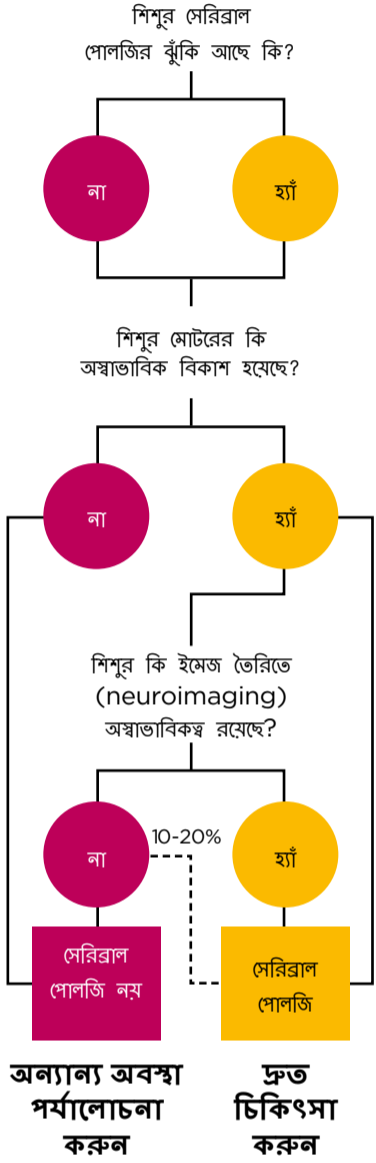 শিশুর সেরিব্রাল
পোলজির ঝুঁকি আছে কি?
না
হ্যাঁ
শিশুর মোটরের কি
অস্বাভাবিক বিকাশ হয়েছে?
না
হ্যাঁ
শিশুর কি ইমেজ তৈরিতে
(neuroimaging)
অস্বাভাবিকত্ব রয়েছে?
না
10-20%
হ্যাঁ
সেরিব্রাল
পোলজি নয়
সেরিব্রাল
পোলজি
অন্যান্য অবস্থা
পর্যালোচনা
করুন
দ্রুত
চিকিৎসা
করুন